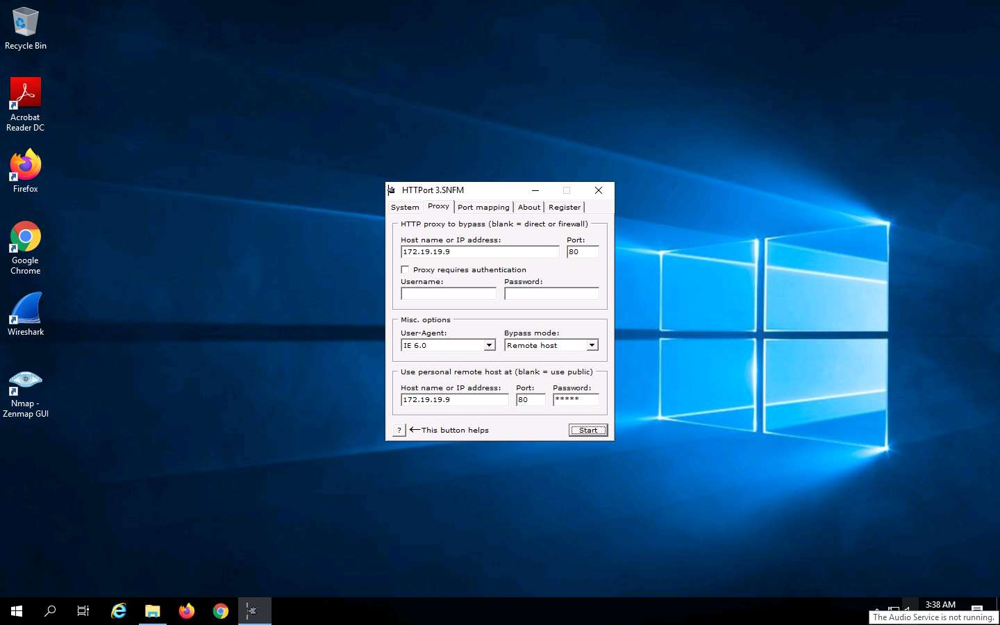 Recycle Bin
Acrobat
Reader DC
Firefox
Google
Chrome
Wireshark
Nmap -
Zenmap GUI
HTTPort 3.SNFM
System Proxy Port mapping About Register
HTTP proxy to bypass (blank = direct or firewall)
Host name or IP address: Port:
172.19.19.9 80
Proxy requires authentication
Username: Password:
Misc. options
User-Agent: Bypass mode:
IE 6.0 Remote host
Use personal remote host at (blank = use public)
Host name or IP address: Port: Password:
172.19.19.9 80 *****
? ←This button helps Start
3:38 AM
The Audio Service is not running.